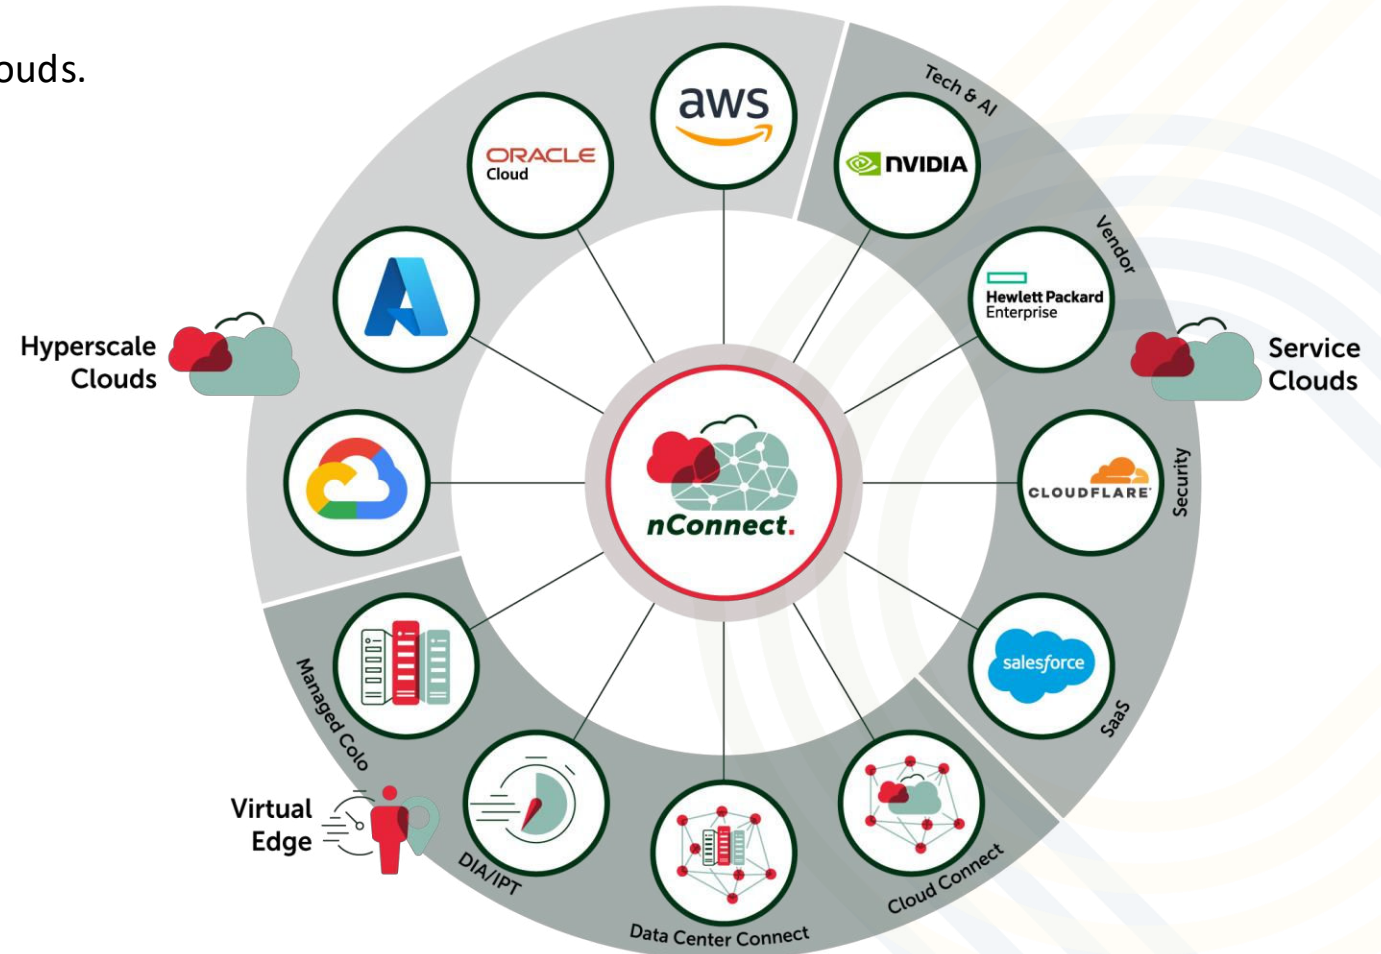 ouds.
aws
Tech & AI
ORACLE
Cloud
NVIDIA
Vendor
Hewlett Packard
Enterprise
Hyperscale
Clouds
Service
Clouds
nConnect.
CLOUDFLARE
Security
salesforce
SaaS
Managed Colo
Virtual
Edge
DIA/IPT
Data Center Connect
Cloud Connect